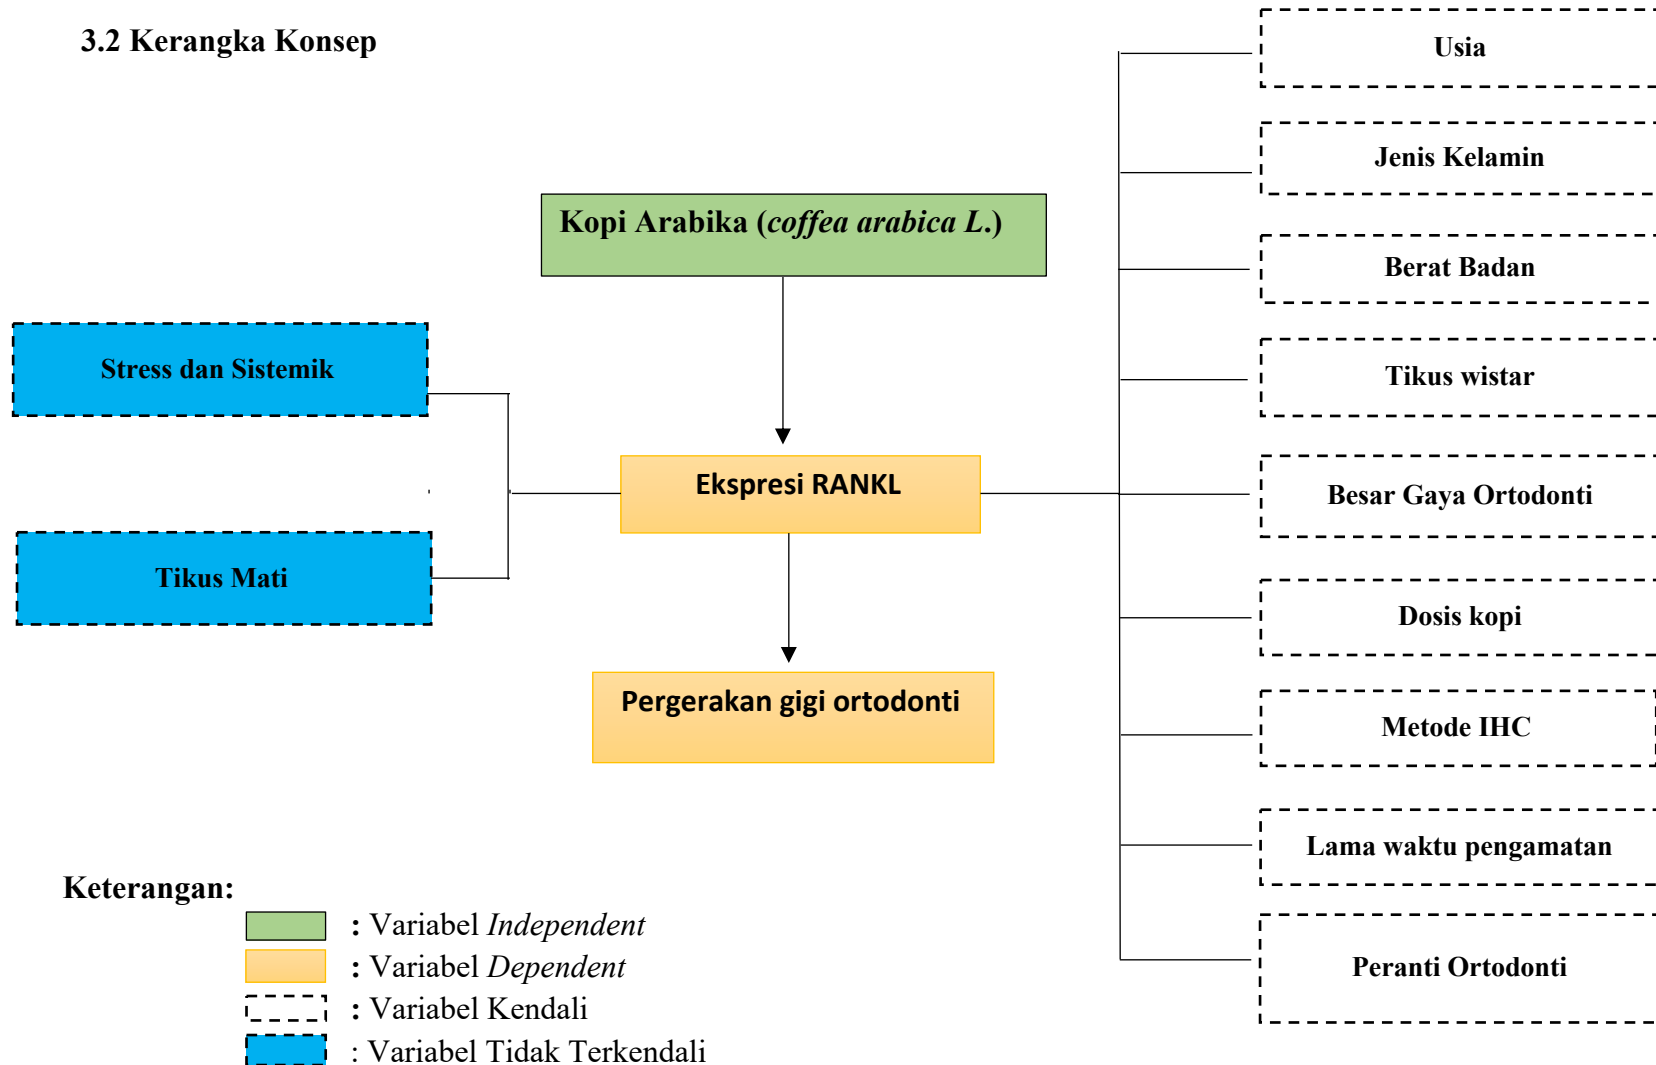 3.2 Kerangka Konsep
Usia
Jenis Kelamin
Kopi Arabika (coffea arabica L.)
Berat Badan
Stress dan Sistemik
Tikus wistar
Ekspresi RANKL
Besar Gaya Ortodonti
Tikus Mati
Dosis kopi
Pergerakan gigi ortodonti
Metode IHC
Lama waktu pengamatan
Keterangan:
: Variabel Independent
: Variabel Dependent
Peranti Ortodonti
: Variabel Kendali
: Variabel Tidak Terkendali